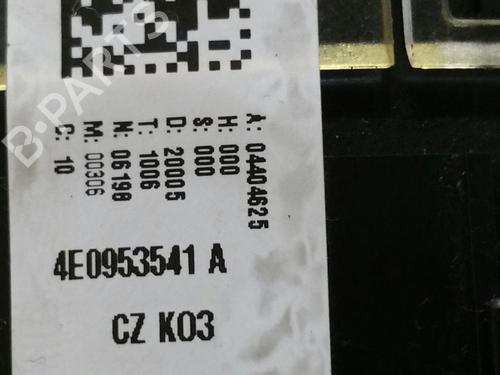 A: 04404625
H: 000
S: 000
D: 20005
T: 1006
N: 06198
M: 00306
C: 10
4E0953541 A
CZ K03
B-PARTS